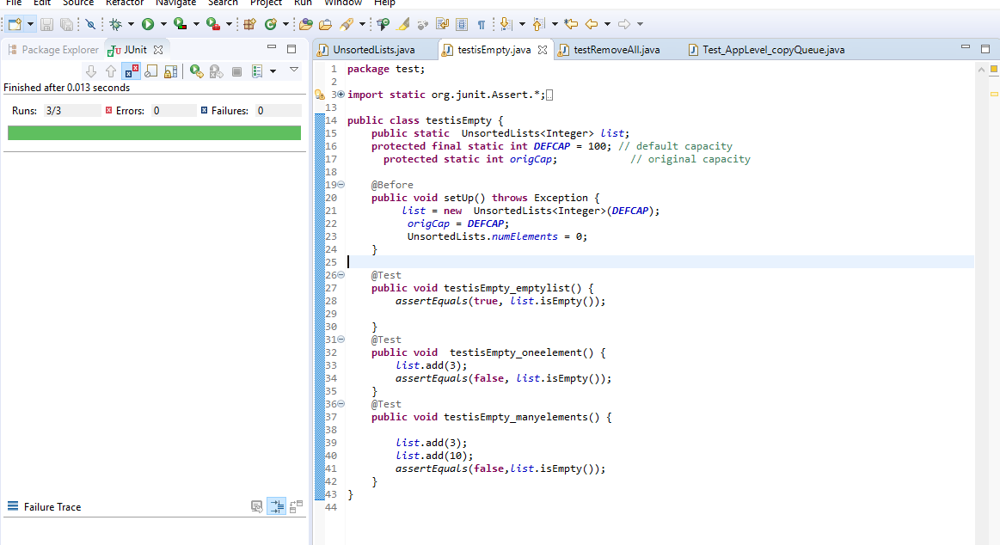 File Edit Source Refactor Navigate Search Project Run Window Help
Package Explorer JUnit
Finished after 0.013 seconds
Runs: 3/3 Errors: 0 Failures: 0
Failure Trace
UnsortedLists.java testisEmpty.java testRemoveAll.java Test_AppLevel_copyQueue.java
1 package test;
2
3 import static org.junit.Assert.*;
13
14 public class testisEmpty {
15 public static UnsortedLists<Integer> list;
16 protected final static int DEFCAP = 100; // default capacity
17 protected static int origCap; // original capacity
18
19 @Before
20 public void setUp() throws Exception {
21 list = new UnsortedLists<Integer>(DEFCAP);
22 origCap = DEFCAP;
23 UnsortedLists.numElements = 0;
24 }
25
26 @Test
27 public void testisEmpty_emptylist() {
28 assertEquals(true, list.isEmpty());
29
30 }
31 @Test
32 public void testisEmpty_oneelement() {
33 list.add(3);
34 assertEquals(false, list.isEmpty());
35 }
36 @Test
37 public void testisEmpty_manyelements() {
38
39 list.add(3);
40 list.add(10);
41 assertEquals(false,list.isEmpty());
42 }
43 }
44